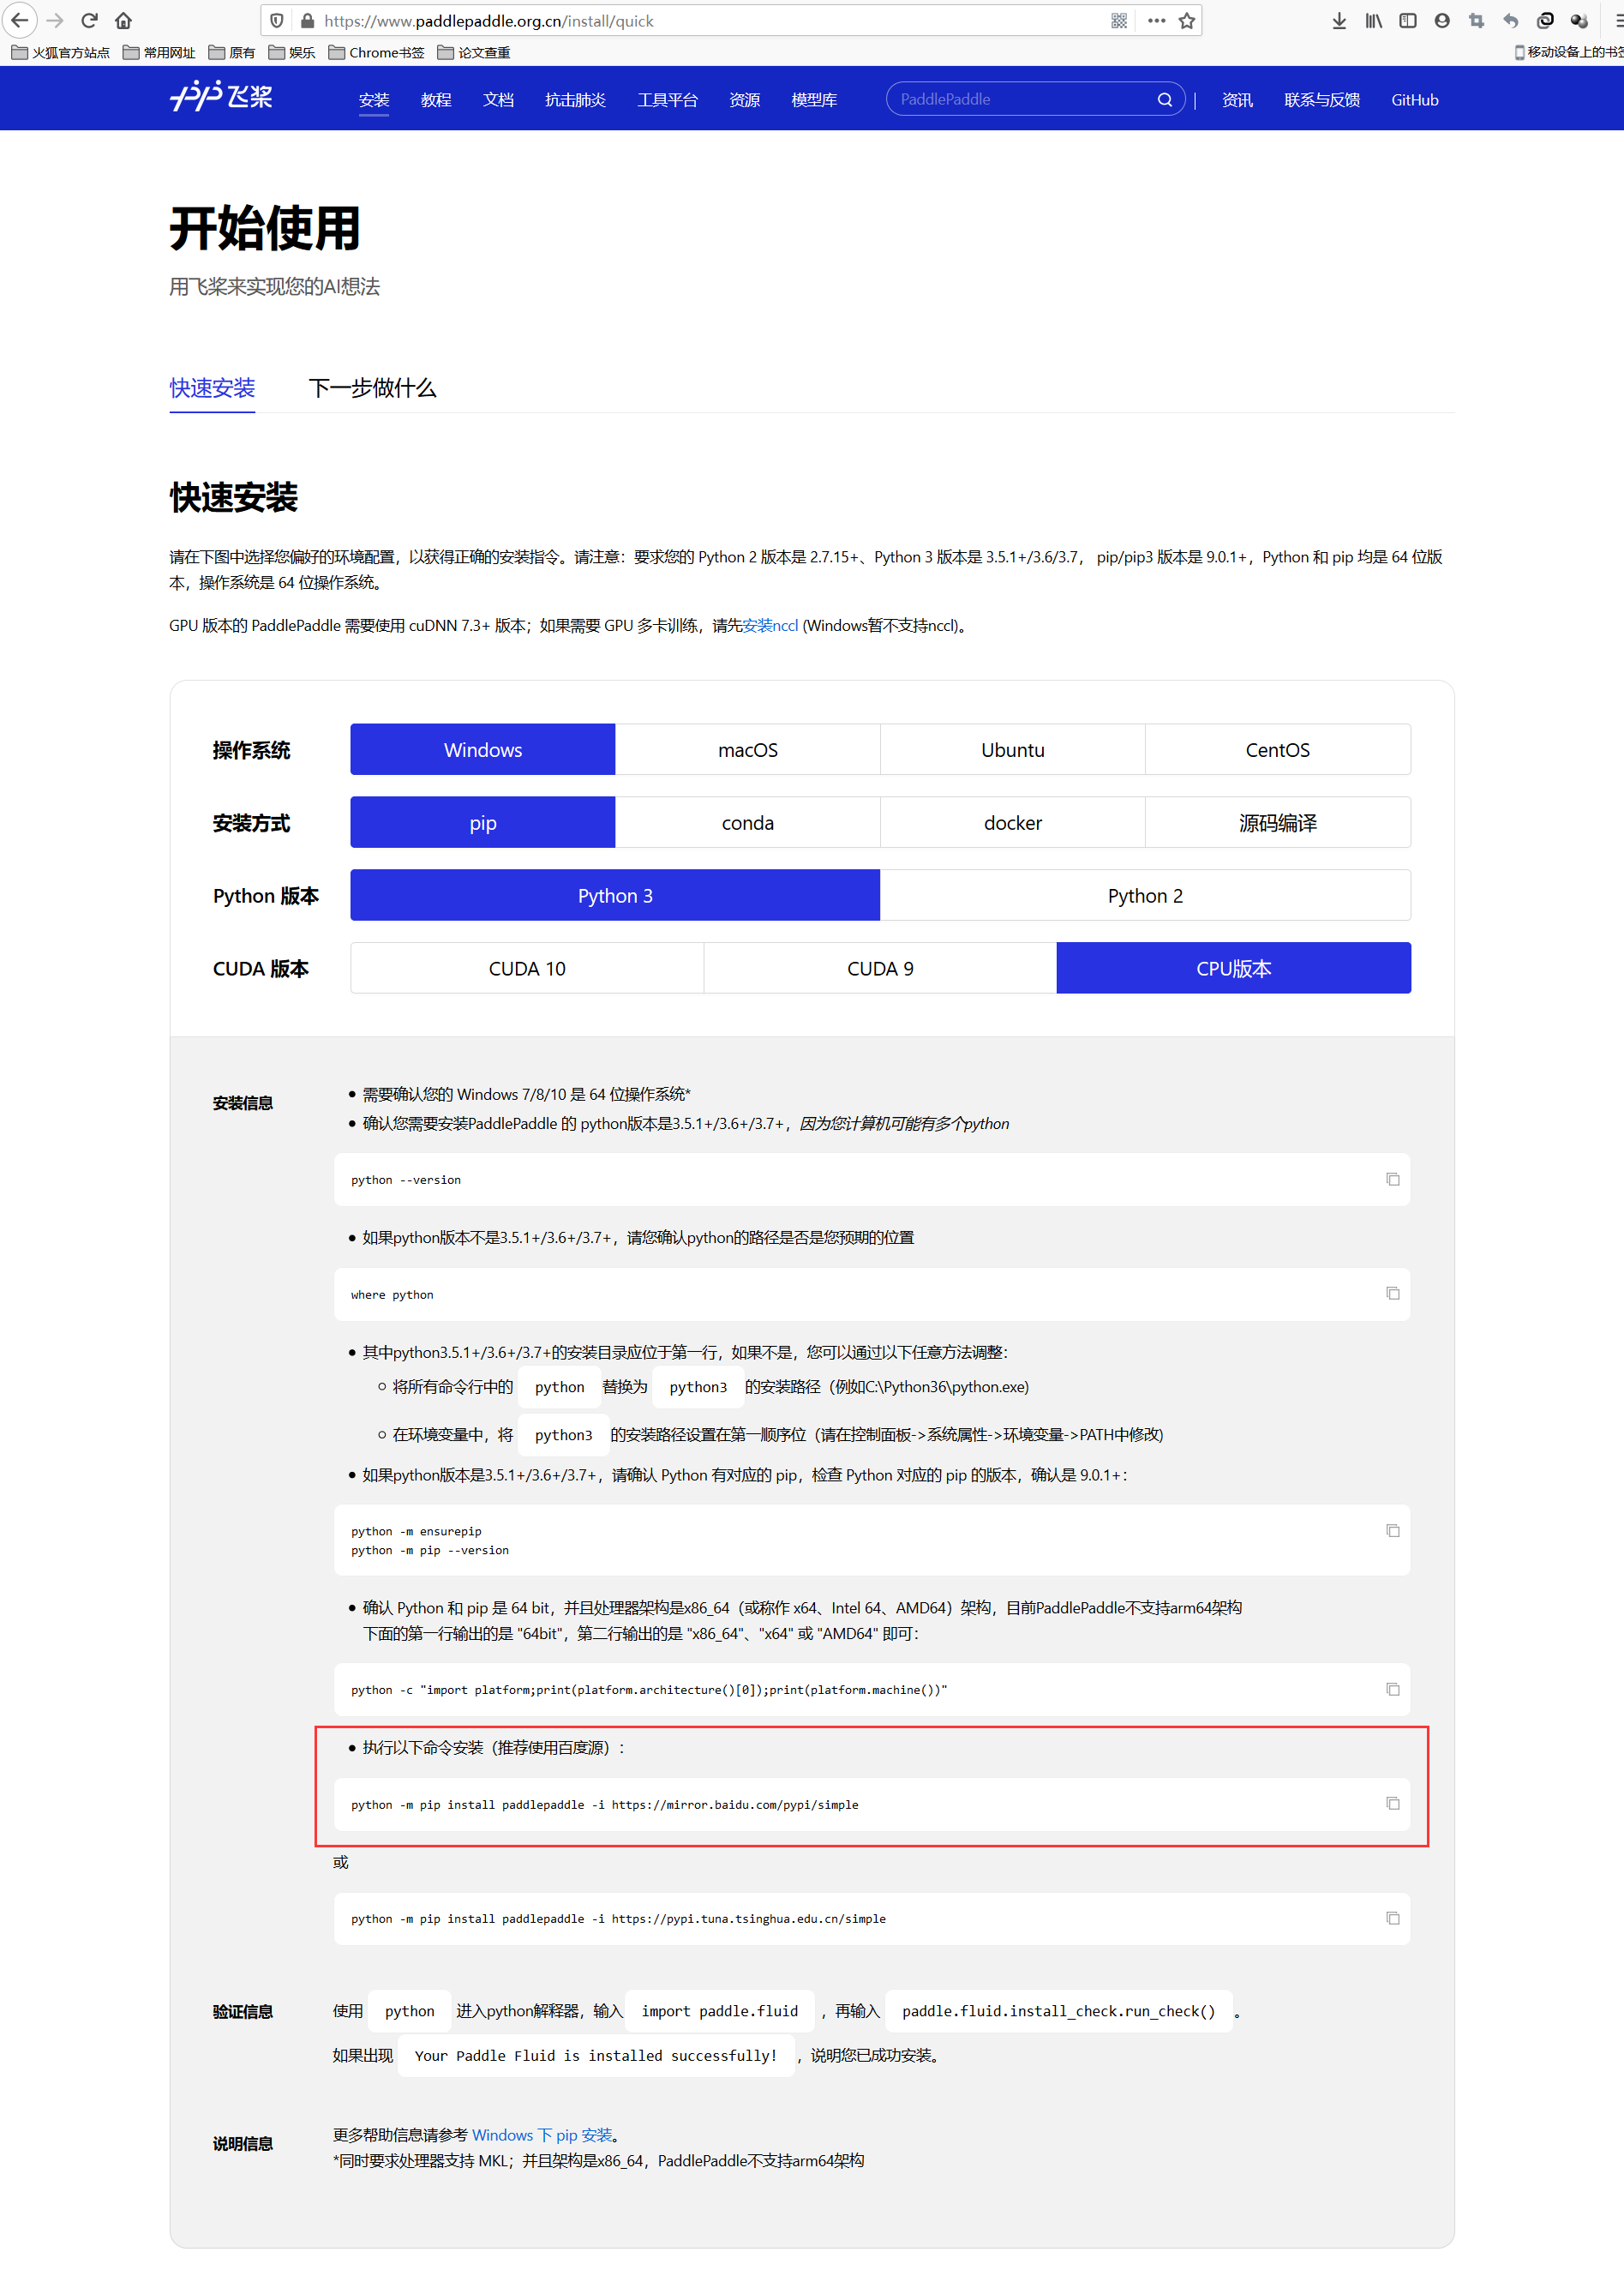 https://www.paddlepaddle.org.cn/install/quick
火狐官方站点 常用网址 原有 娱乐 Chrome书签 论文查重 移动设备上的书签
飞桨 安装 教程 文档 抗击肺炎 工具平台 资源 模型库 PaddlePaddle 资讯 联系与反馈 GitHub
开始使用
用飞桨来实现您的AI想法
快速安装 下一步做什么
快速安装
请在下图中选择您偏好的环境配置，以获得正确的安装指令。请注意：要求您的 Python 2 版本是 2.7.15+、Python 3 版本是 3.5.1+/3.6/3.7， pip/pip3 版本是 9.0.1+，Python 和 pip 均是 64 位版
本，操作系统是 64 位操作系统。
GPU 版本的 PaddlePaddle 需要使用 cuDNN 7.3+ 版本；如果需要 GPU 多卡训练，请先安装nccl (Windows暂不支持nccl)。
操作系统 Windows macOS Ubuntu CentOS
安装方式 pip conda docker 源码编译
Python 版本 Python 3 Python 2
CUDA 版本 CUDA 10 CUDA 9 CPU版本
安装信息
• 需要确认您的 Windows 7/8/10 是 64 位操作系统*
• 确认您需要安装PaddlePaddle 的 python版本是3.5.1+/3.6+/3.7+，因为您计算机可能有多个python
python --version
• 如果python版本不是3.5.1+/3.6+/3.7+，请您确认python的路径是否是您预期的位置
where python
• 其中python3.5.1+/3.6+/3.7+的安装目录应位于第一行，如果不是，您可以通过以下任意方法调整：
○ 将所有命令行中的 python 替换为 python3 的安装路径（例如C:\Python36\python.exe)
○ 在环境变量中，将 python3 的安装路径设置在第一顺序位（请在控制面板->系统属性->环境变量->PATH中修改)
• 如果python版本是3.5.1+/3.6+/3.7+，请确认 Python 有对应的 pip，检查 Python 对应的 pip 的版本，确认是 9.0.1+：
python -m ensurepip
python -m pip --version
• 确认 Python 和 pip 是 64 bit，并且处理器架构是x86_64（或称作 x64、Intel 64、AMD64）架构，目前PaddlePaddle不支持arm64架构
下面的第一行输出的是 "64bit"，第二行输出的是 "x86_64"、"x64" 或 "AMD64" 即可：
python -c "import platform;print(platform.architecture()[0]);print(platform.machine())"
• 执行以下命令安装（推荐使用百度源）：
python -m pip install paddlepaddle -i https://mirror.baidu.com/pypi/simple
或
python -m pip install paddlepaddle -i https://pypi.tuna.tsinghua.edu.cn/simple
验证信息 使用 python 进入python解释器，输入 import paddle.fluid ，再输入 paddle.fluid.install_check.run_check() 。
如果出现 Your Paddle Fluid is installed successfully! ，说明您已成功安装。
说明信息 更多帮助信息请参考 Windows 下 pip 安装。
*同时要求处理器支持 MKL；并且架构是x86_64，PaddlePaddle不支持arm64架构